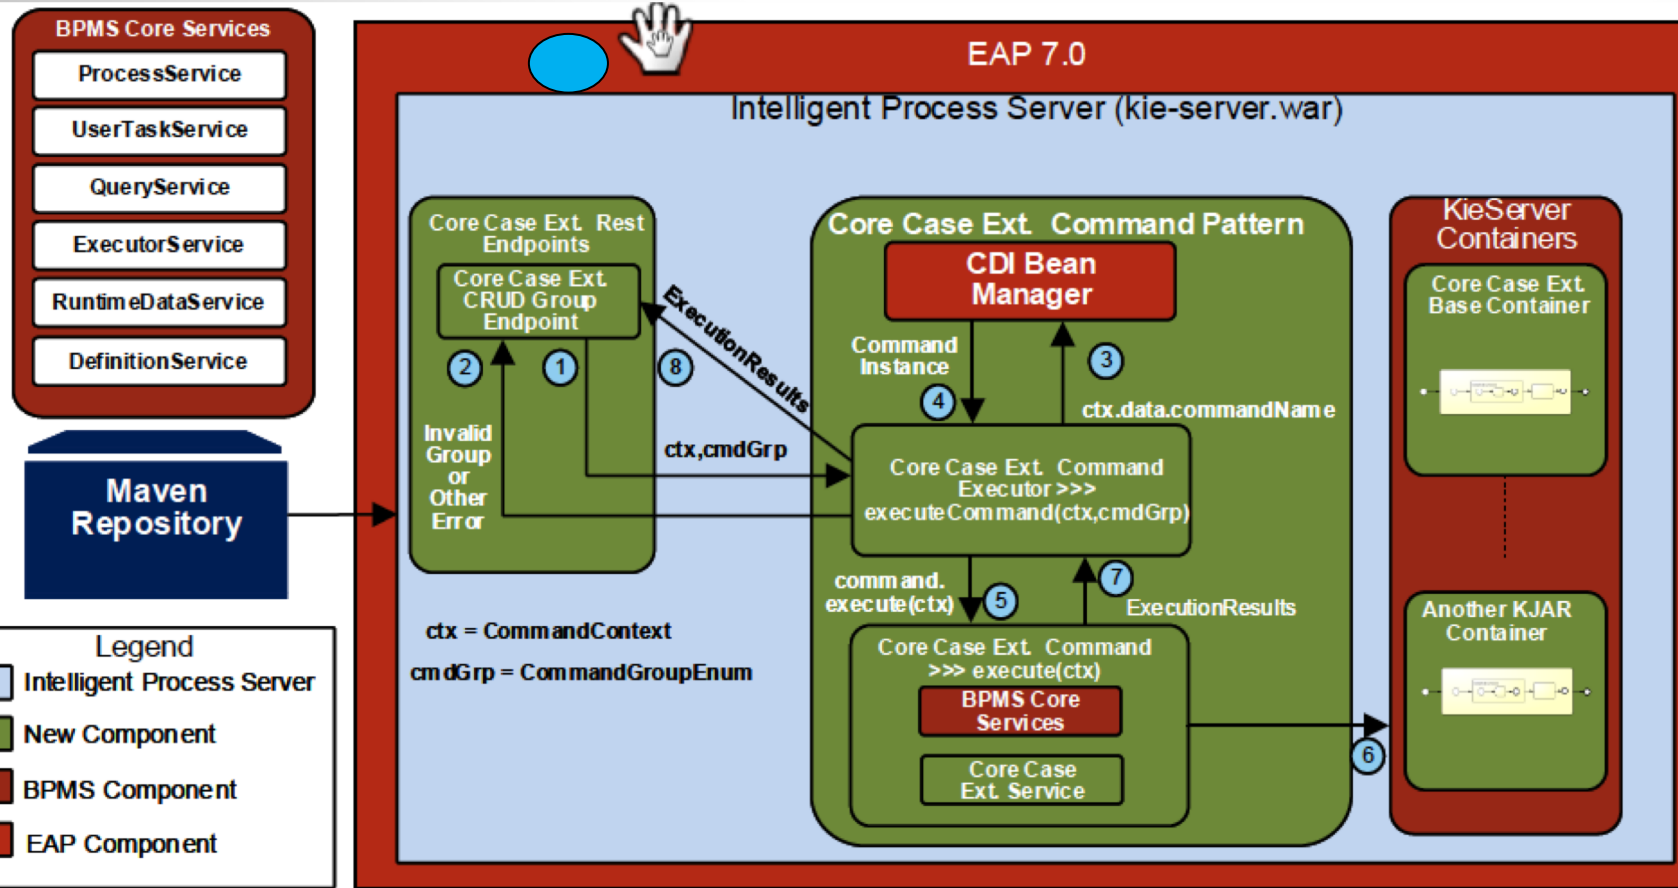 BPMS Core Services
ProcessService
UserTaskService
QueryService
ExecutorService
RuntimeDataService
DefinitionService
Maven
Repository
Legend
Intelligent Process Server
New Component
BPMS Component
EAP Component
EAP 7.0
Intelligent Process Server (kie-server.war)
Core Case Ext. Rest
Endpoints
Core Case Ext.
CRUD Group
Endpoint
2
1
8
ExecutionResults
Invalid
Group
or
Other
Error
ctx,cmdGrp
ctx = CommandContext
cmdGrp = CommandGroupEnum
Core Case Ext. Command Pattern
CDI Bean
Manager
Command
Instance
4
3
ctx.data.commandName
Core Case Ext. Command
Executor >>>
executeCommand(ctx,cmdGrp)
command.
execute(ctx)
5
7
ExecutionResults
Core Case Ext. Command
>>> execute(ctx)
BPMS Core
Services
Core Case
Ext. Service
6
KieServer
Containers
Core Case Ext.
Base Container
Another KJAR
Container